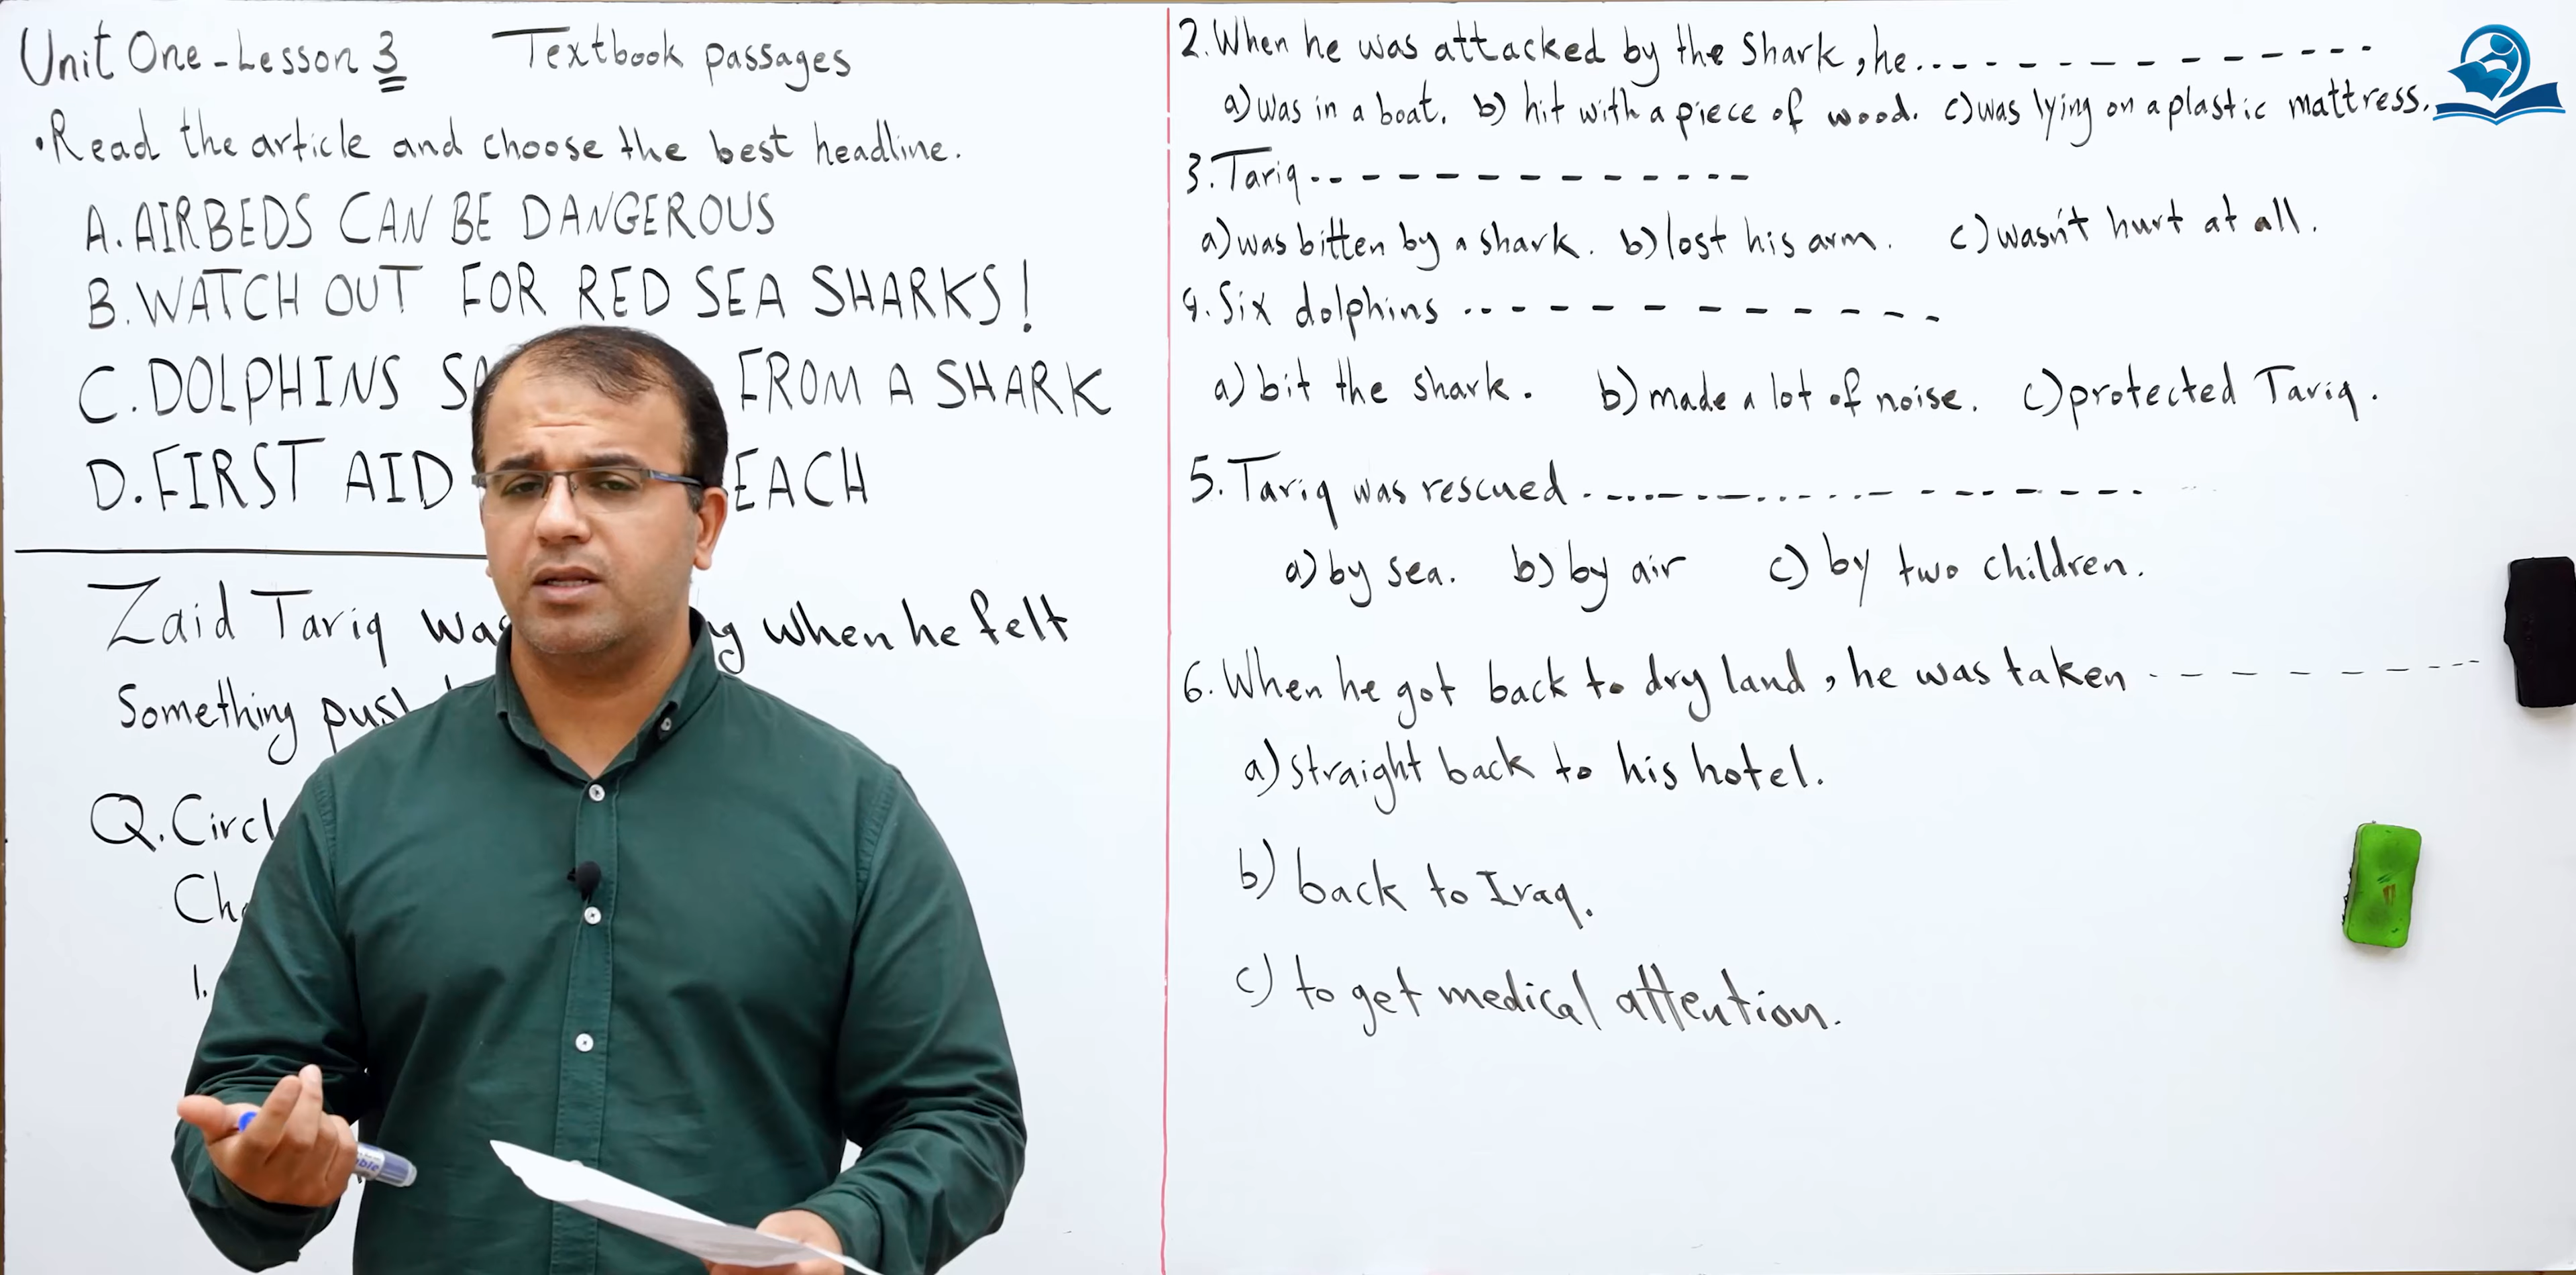 Unit One - Lesson 3 Textbook passages
• Read the article and choose the best headline.
A. AIRBEDS CAN BE DANGEROUS
B. WATCH OUT FOR RED SEA SHARKS!
C. DOLPHINS FROM A SHARK
D. FIRST AID
Zaid Tariq when he felt
Something
Q.
1.
2. When he was attacked by the Shark, he..
a) was in a boat. b) hit with a piece of wood. c) was lying on a plastic mattress.
3. Tariq
a) was bitten by a shark. b) lost his arm. c) wasn't hurt at all.
4. Six dolphins
a) bit the shark. b) made a lot of noise. c) protected Tariq.
5. Tariq was rescued
a) by sea. b) by air c) by two children.
6. When he got back to dry land, he was taken
a) straight back to his hotel.
b) back to Iraq.
c) to get medical attention.